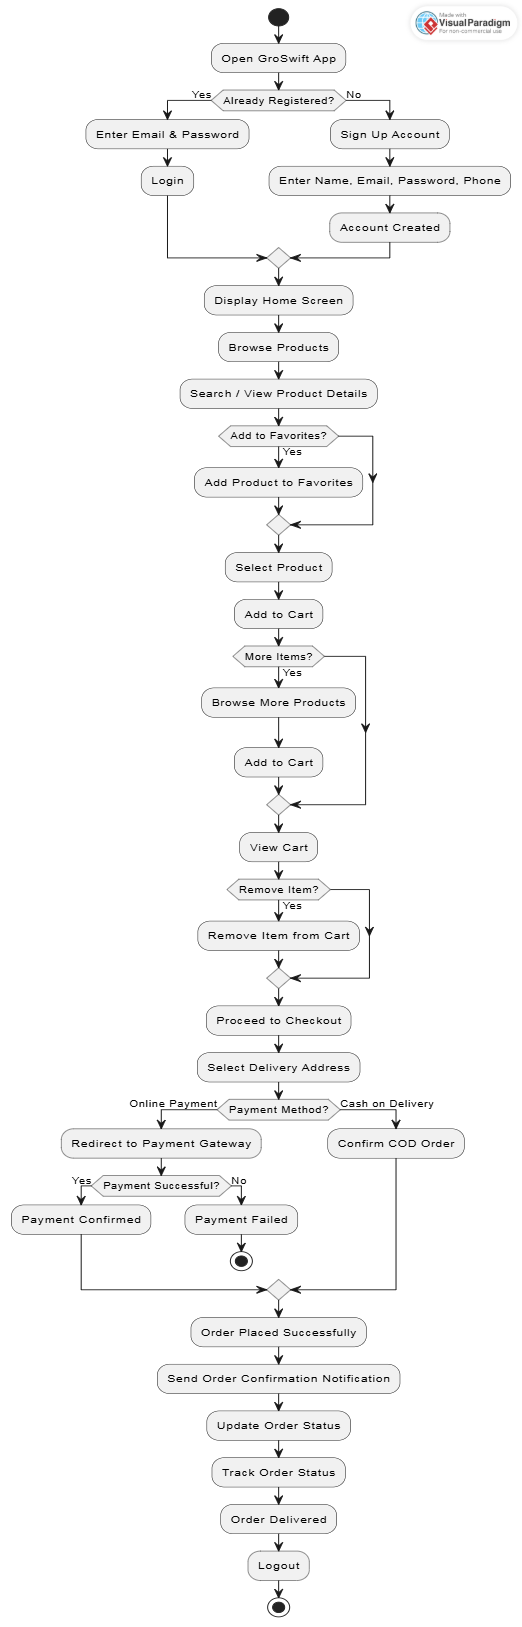 Made with
Visual Paradigm
For non-commercial use
Open GroSwift App
Yes
Already Registered?
No
Enter Email & Password
Sign Up Account
Login
Enter Name, Email, Password, Phone
Account Created
Display Home Screen
Browse Products
Search / View Product Details
Add to Favorites?
Yes
Add Product to Favorites
Select Product
Add to Cart
More Items?
Yes
Browse More Products
Add to Cart
View Cart
Remove Item?
Yes
Remove Item from Cart
Proceed to Checkout
Select Delivery Address
Online Payment
Payment Method?
Cash on Delivery
Redirect to Payment Gateway
Confirm COD Order
Yes
Payment Successful?
No
Payment Confirmed
Payment Failed
Order Placed Successfully
Send Order Confirmation Notification
Update Order Status
Track Order Status
Order Delivered
Logout